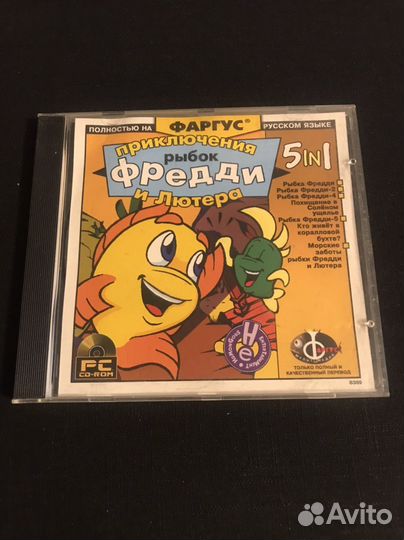 ПОЛНОСТЬЮ НА
ФАРГУС®
РУССКОМ ЯЗЫКЕ
ПРИКЛЮЧЕНИЯ
РЫБОК
ФРЕДДИ
И ЛЮТЕРА
5 IN 1
Рыбка Фредди
Рыбка Фредди-2
Рыбка Фредди-4
Похищение в
Солёном
ущелье
Рыбка Фредди-5
Кто живёт в
коралловой
бухте?
Морские
заботы
рыбки Фредди
и Лютера
PC
CD-ROM
ТОЛЬКО ПОЛНЫЙ И
КАЧЕСТВЕННЫЙ ПЕРЕВОД
Avito